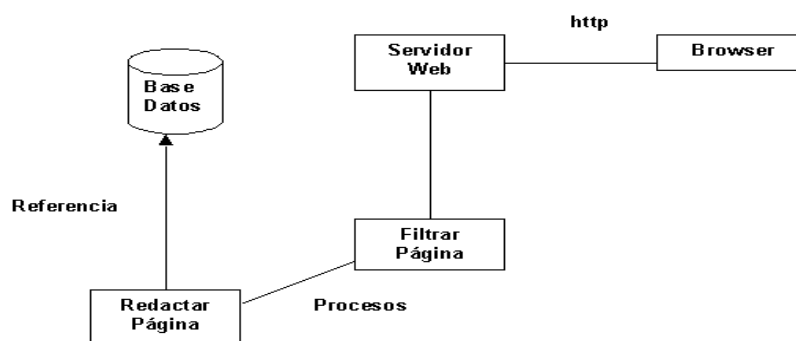 http
Servidor
Web
Browser
Base
Datos
Referencia
Filtrar
Página
Redactar
Página
Procesos